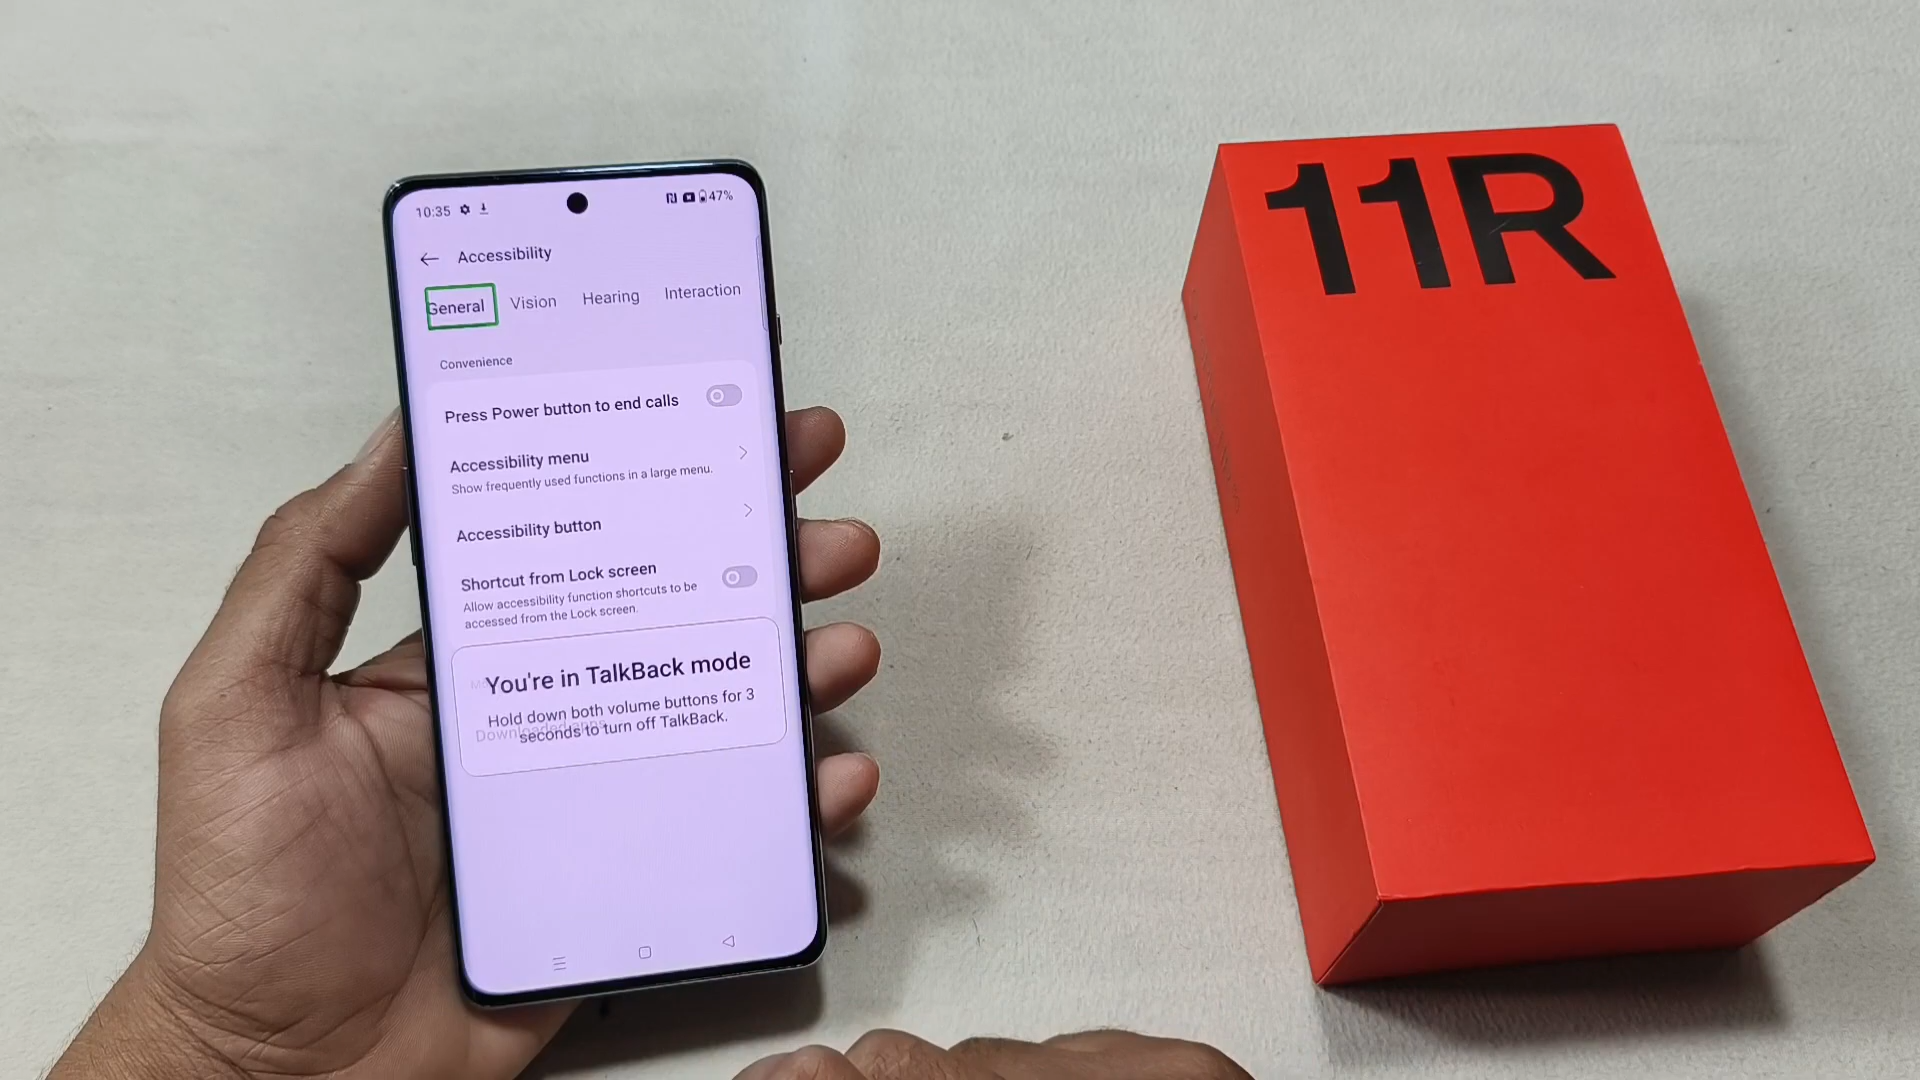 10:35
47%
Accessibility
General Vision Hearing Interaction
Convenience
Press Power button to end calls
Accessibility menu
Show frequently used functions in a large menu.
Accessibility button
Shortcut from Lock screen
Allow accessibility function shortcuts to be
accessed from the Lock screen.
You're in TalkBack mode
Hold down both volume buttons for 3
seconds to turn off TalkBack.
Downloaded apps
11R